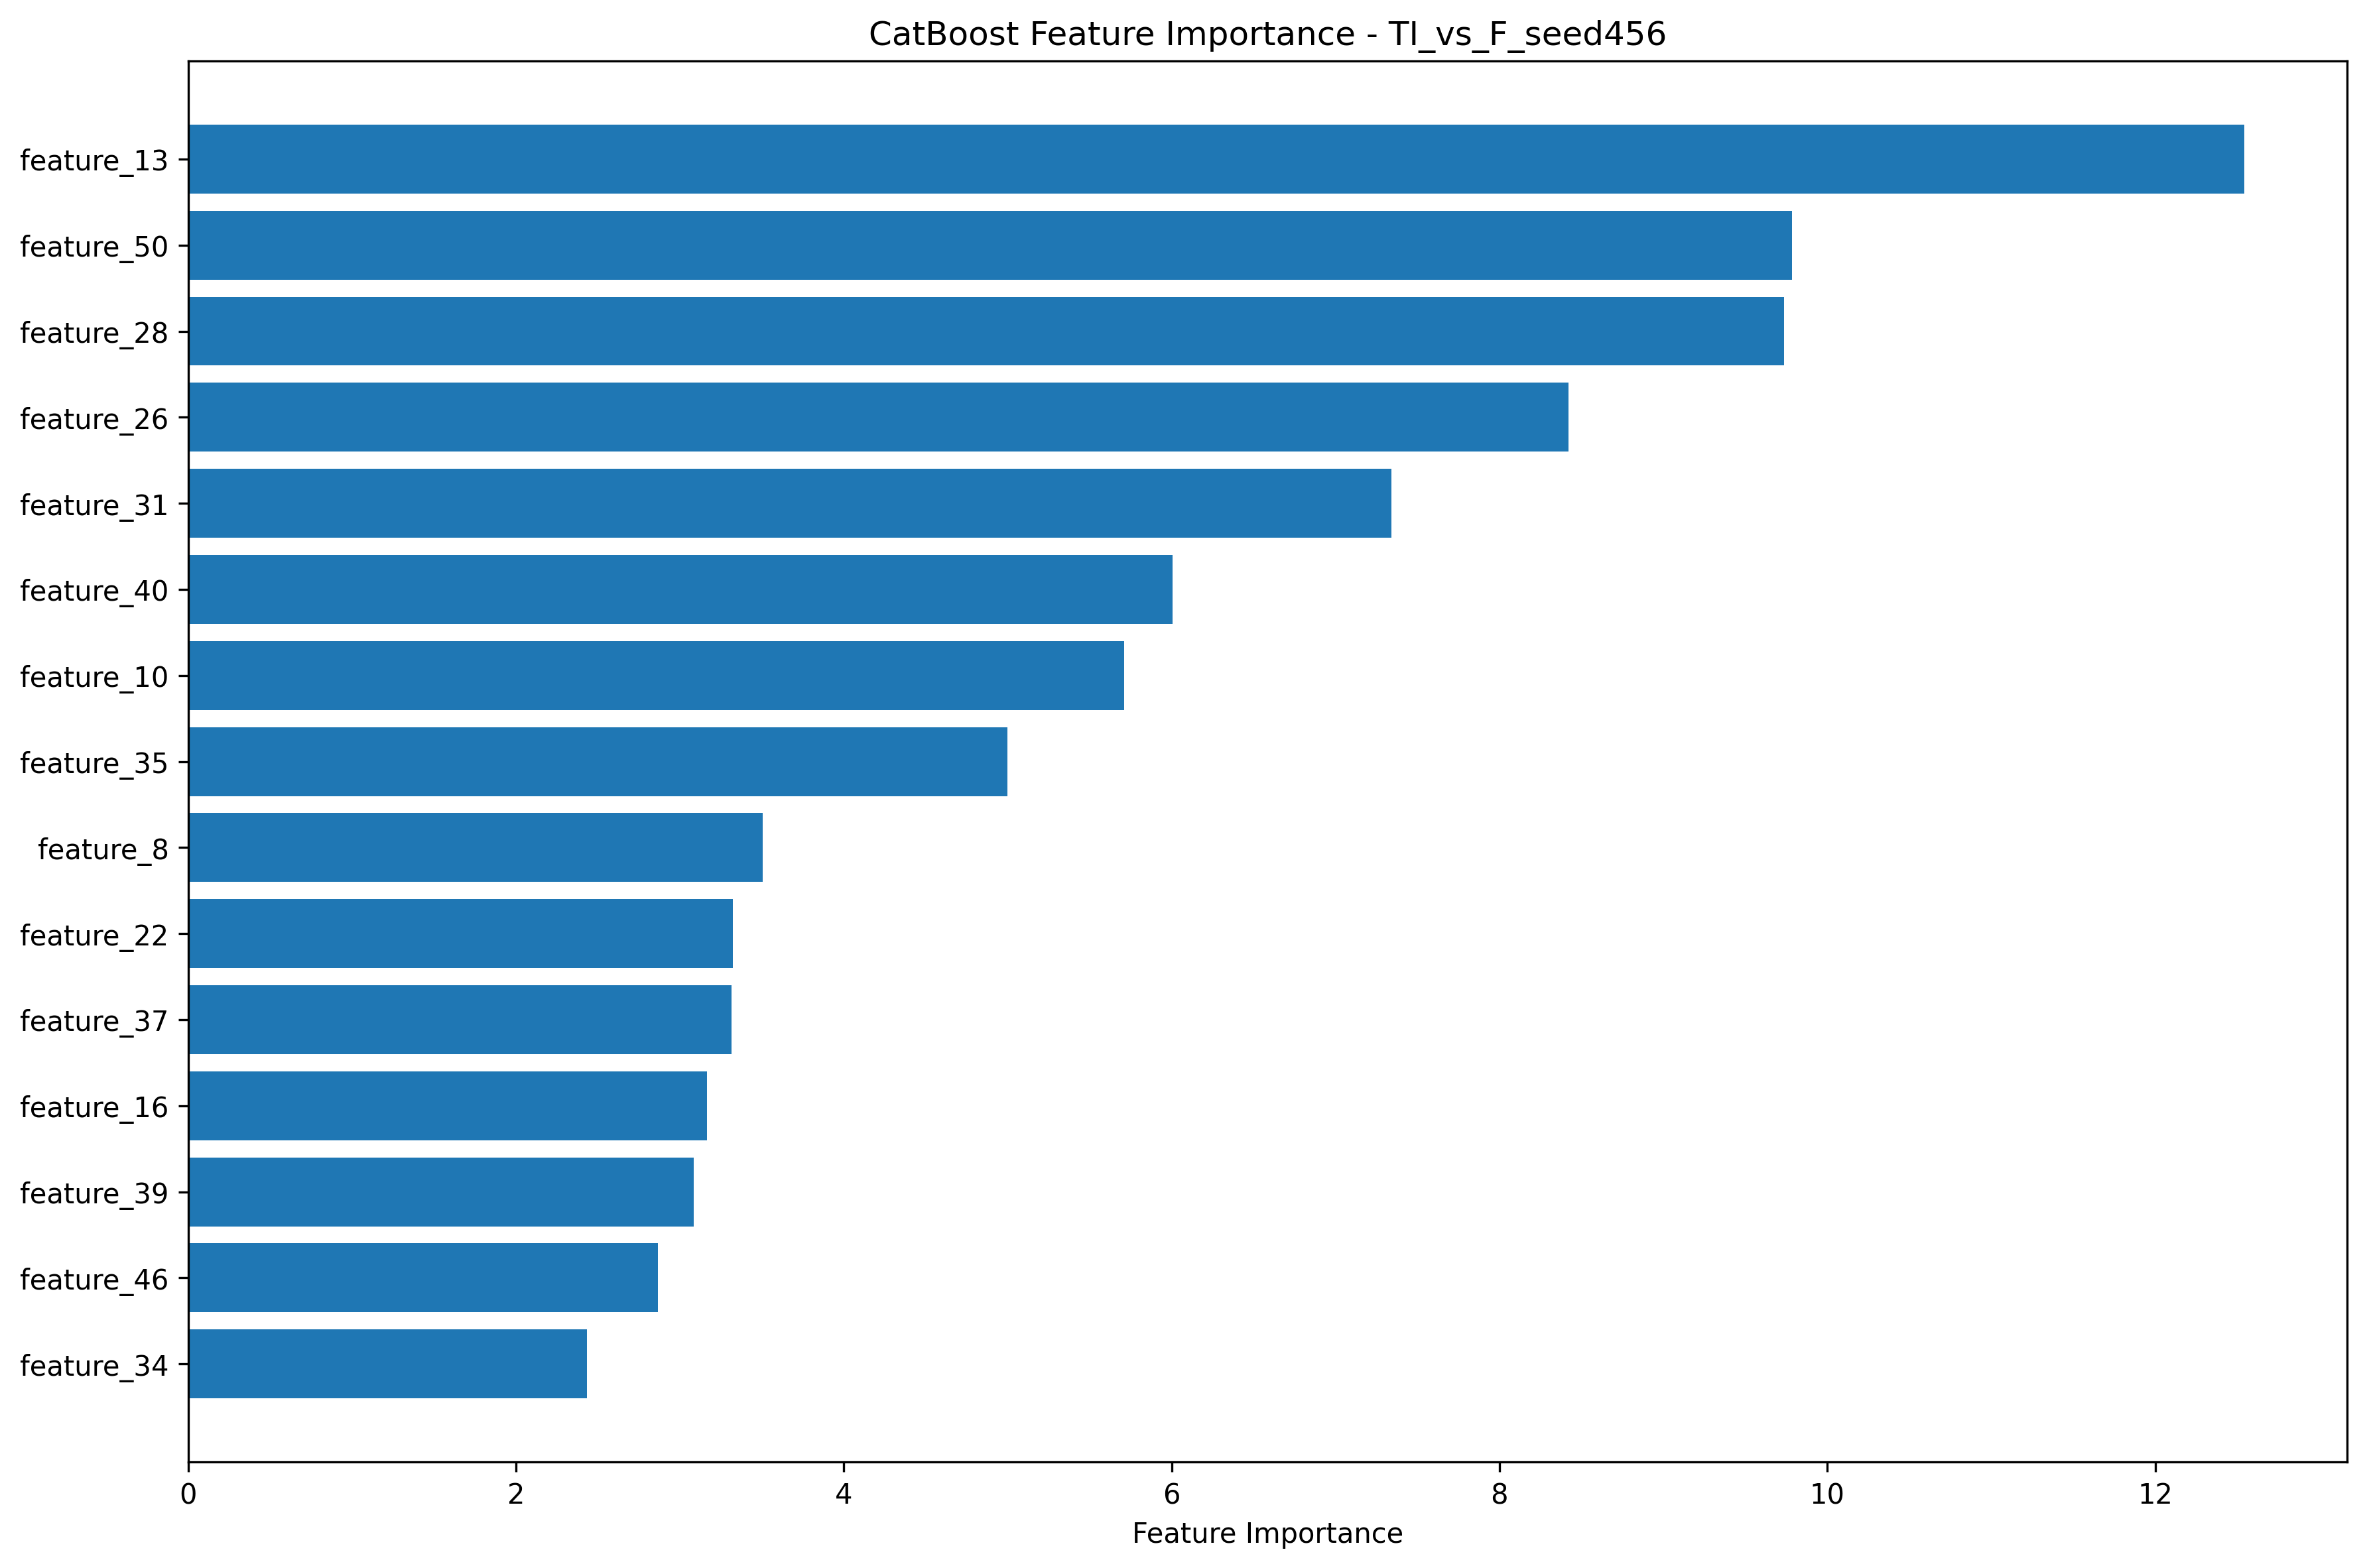 CatBoost Feature Importance - TI_vs_F_seed456
feature_13
feature_50
feature_28
feature_26
feature_31
feature_40
feature_10
feature_35
feature_8
feature_22
feature_37
feature_16
feature_39
feature_46
feature_34
0 2 4 6 8 10 12
Feature Importance